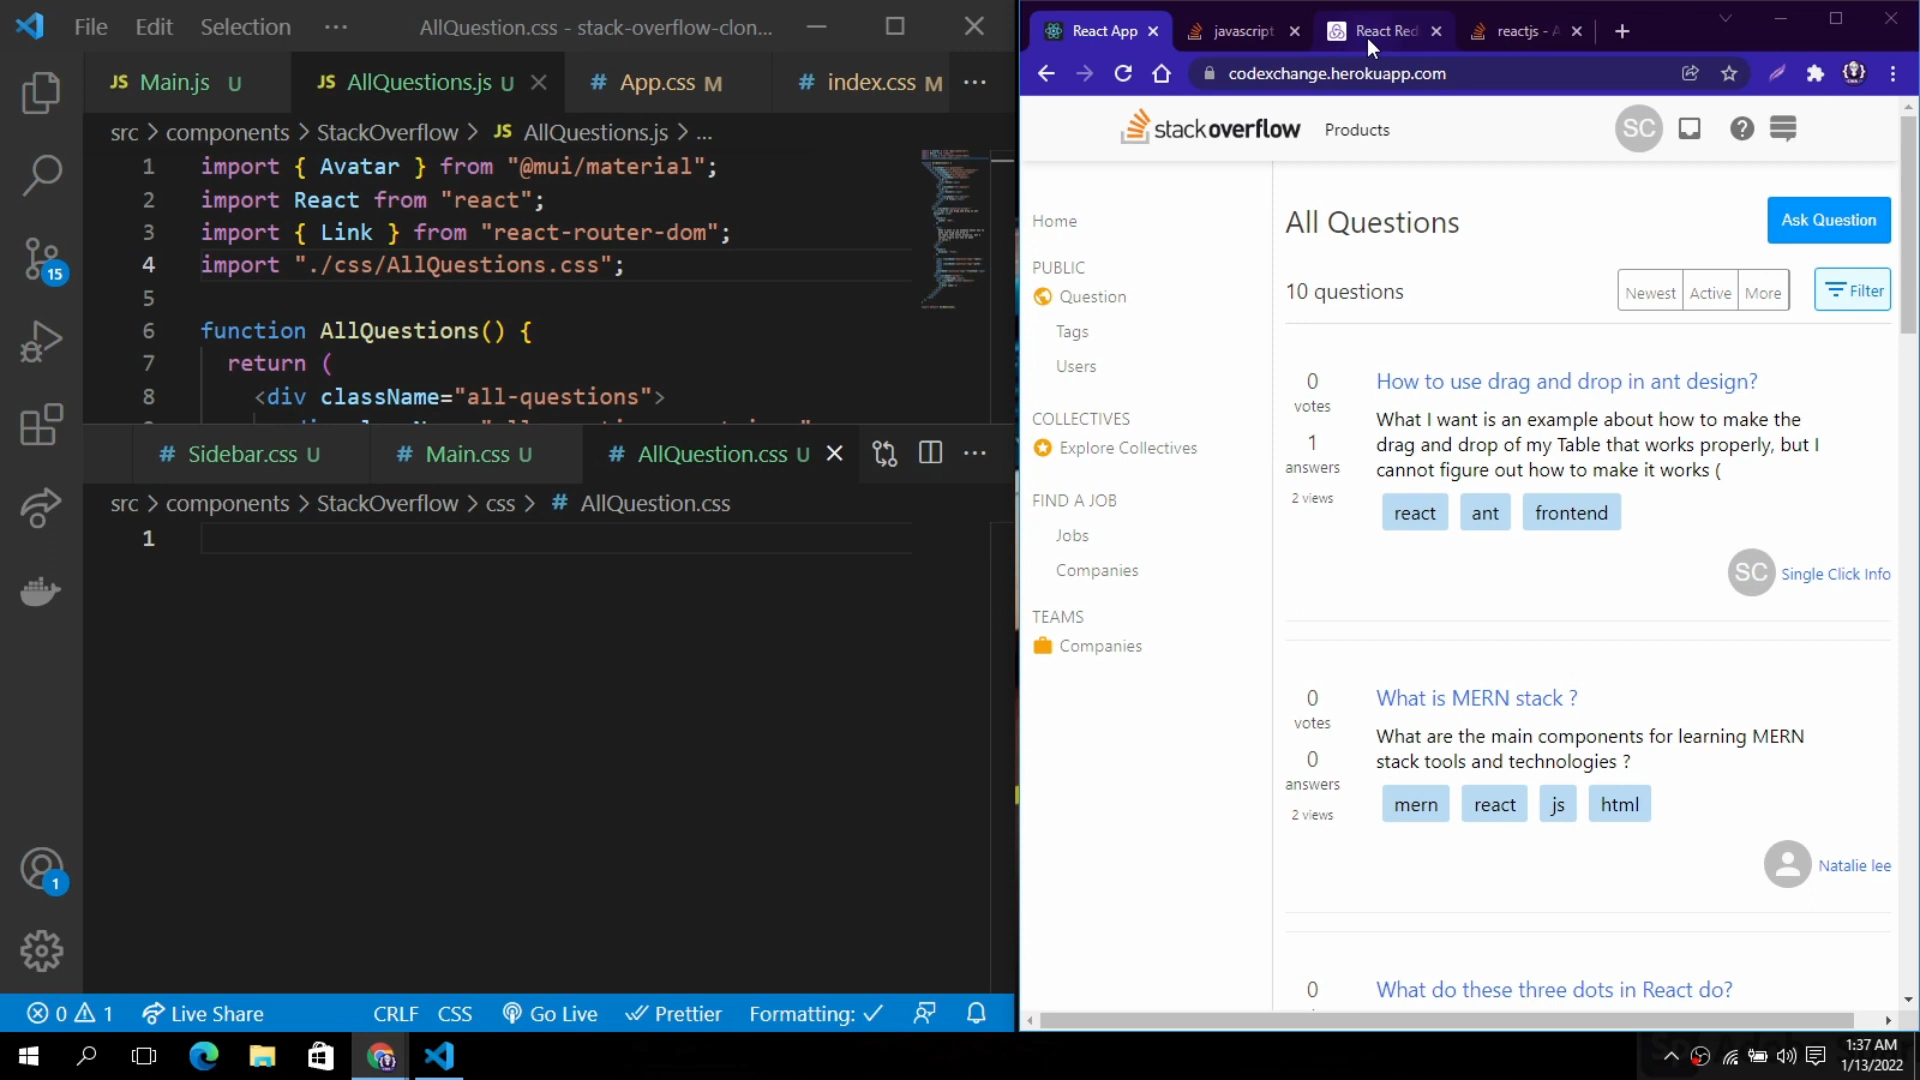 File Edit Selection ··· AllQuestion.css - stack-overflow-clon...
JS Main.js U JS AllQuestions.js U # App.css M # index.css M ···
src > components > StackOverflow > JS AllQuestions.js > ...
1 import { Avatar } from "@mui/material";
2 import React from "react";
3 import { Link } from "react-router-dom";
4 import "./css/AllQuestions.css";
5
6 function AllQuestions() {
7 return (
8 <div className="all-questions">
# Sidebar.css U # Main.css U # AllQuestion.css U ···
src > components > StackOverflow > css > # AllQuestion.css
1
15
1
0 1 Live Share CRLF CSS Go Live Prettier Formatting: ✓
React App javascript React Red reactjs - A
codexchange.herokuapp.com
stackoverflow Products SC
Home
PUBLIC
Question
Tags
Users
COLLECTIVES
Explore Collectives
FIND A JOB
Jobs
Companies
TEAMS
Companies
All Questions Ask Question
10 questions Newest Active More Filter
0
votes
1
answers
2 views
How to use drag and drop in ant design?
What I want is an example about how to make the
drag and drop of my Table that works properly, but I
cannot figure out how to make it works (
react ant frontend
SC Single Click Info
0
votes
0
answers
2 views
What is MERN stack ?
What are the main components for learning MERN
stack tools and technologies ?
mern react js html
Natalie lee
0
What do these three dots in React do?
1:37 AM
1/13/2022